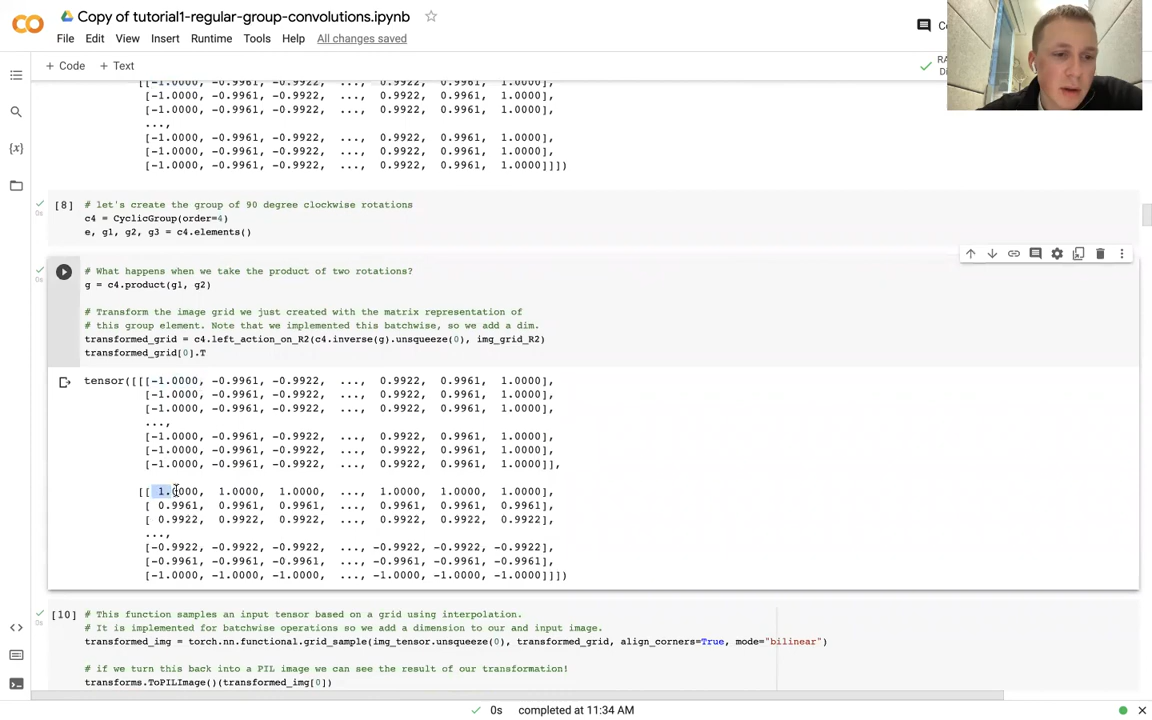 Copy of tutorial1-regular-group-convolutions.ipynb
File Edit View Insert Runtime Tools Help All changes saved
+ Code + Text
[[-1.0000, -0.9961, -0.9922, ..., 0.9922, 0.9961, 1.0000],
[-1.0000, -0.9961, -0.9922, ..., 0.9922, 0.9961, 1.0000],
[-1.0000, -0.9961, -0.9922, ..., 0.9922, 0.9961, 1.0000],
...,
[-1.0000, -0.9961, -0.9922, ..., 0.9922, 0.9961, 1.0000],
[-1.0000, -0.9961, -0.9922, ..., 0.9922, 0.9961, 1.0000],
[-1.0000, -0.9961, -0.9922, ..., 0.9922, 0.9961, 1.0000]]])
[8] # let's create the group of 90 degree clockwise rotations
c4 = CyclicGroup(order=4)
e, g1, g2, g3 = c4.elements()
0s
# What happens when we take the product of two rotations?
g = c4.product(g1, g2)
0s
# Transform the image grid we just created with the matrix representation of
# this group element. Note that we implemented this batchwise, so we add a dim.
transformed_grid = c4.left_action_on_R2(c4.inverse(g).unsqueeze(0), img_grid_R2)
transformed_grid[0].T
tensor([[[-1.0000, -0.9961, -0.9922, ..., 0.9922, 0.9961, 1.0000],
[-1.0000, -0.9961, -0.9922, ..., 0.9922, 0.9961, 1.0000],
[-1.0000, -0.9961, -0.9922, ..., 0.9922, 0.9961, 1.0000],
...,
[-1.0000, -0.9961, -0.9922, ..., 0.9922, 0.9961, 1.0000],
[-1.0000, -0.9961, -0.9922, ..., 0.9922, 0.9961, 1.0000],
[-1.0000, -0.9961, -0.9922, ..., 0.9922, 0.9961, 1.0000]],
[[ 1.0000, 1.0000, 1.0000, ..., 1.0000, 1.0000, 1.0000],
[ 0.9961, 0.9961, 0.9961, ..., 0.9961, 0.9961, 0.9961],
[ 0.9922, 0.9922, 0.9922, ..., 0.9922, 0.9922, 0.9922],
...,
[-0.9922, -0.9922, -0.9922, ..., -0.9922, -0.9922, -0.9922],
[-0.9961, -0.9961, -0.9961, ..., -0.9961, -0.9961, -0.9961],
[-1.0000, -1.0000, -1.0000, ..., -1.0000, -1.0000, -1.0000]]])
[10] # This function samples an input tensor based on a grid using interpolation.
# It is implemented for batchwise operations so we add a dimension to our and input image.
0s
transformed_img = torch.nn.functional.grid_sample(img_tensor.unsqueeze(0), transformed_grid, align_corners=True, mode="bilinear")
# if we turn this back into a PIL image we can see the result of our transformation!
transforms.ToPILImage()(transformed_img[0])
0s completed at 11:34 AM